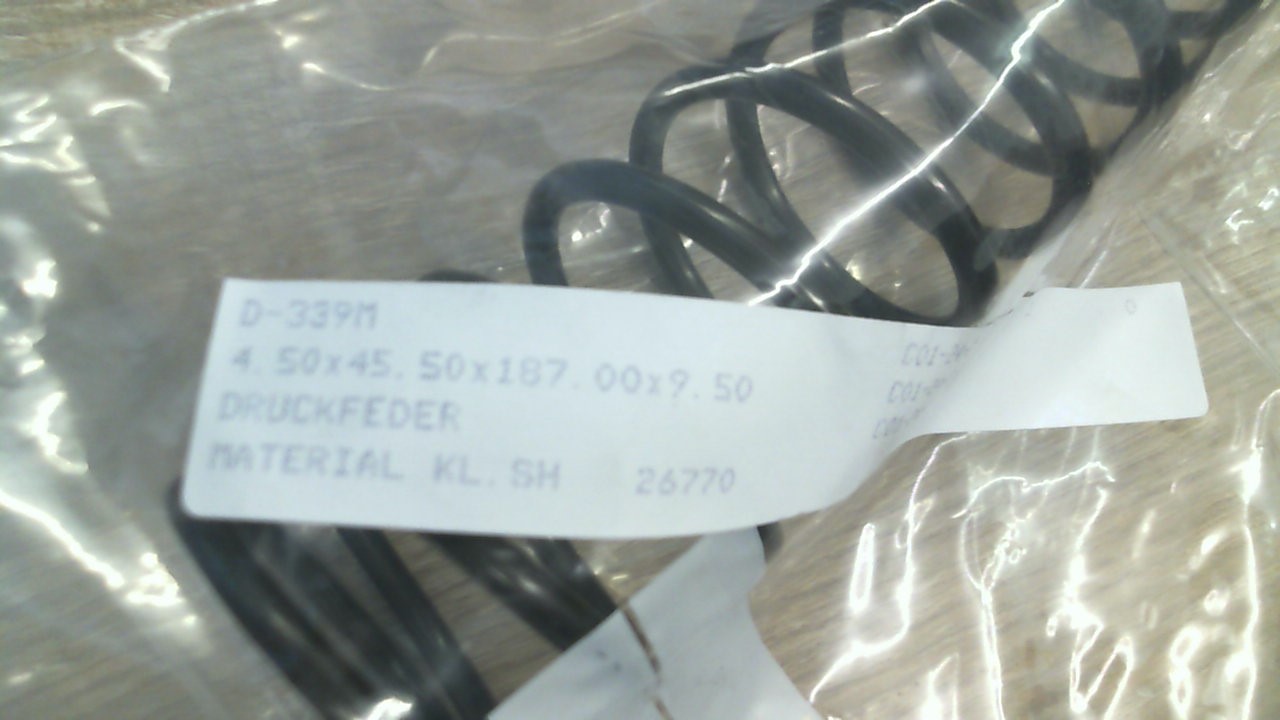 D-339M
4.50x45.50x187.00x9.50
DRUCKFEDER
MATERIAL KL.SH 26770